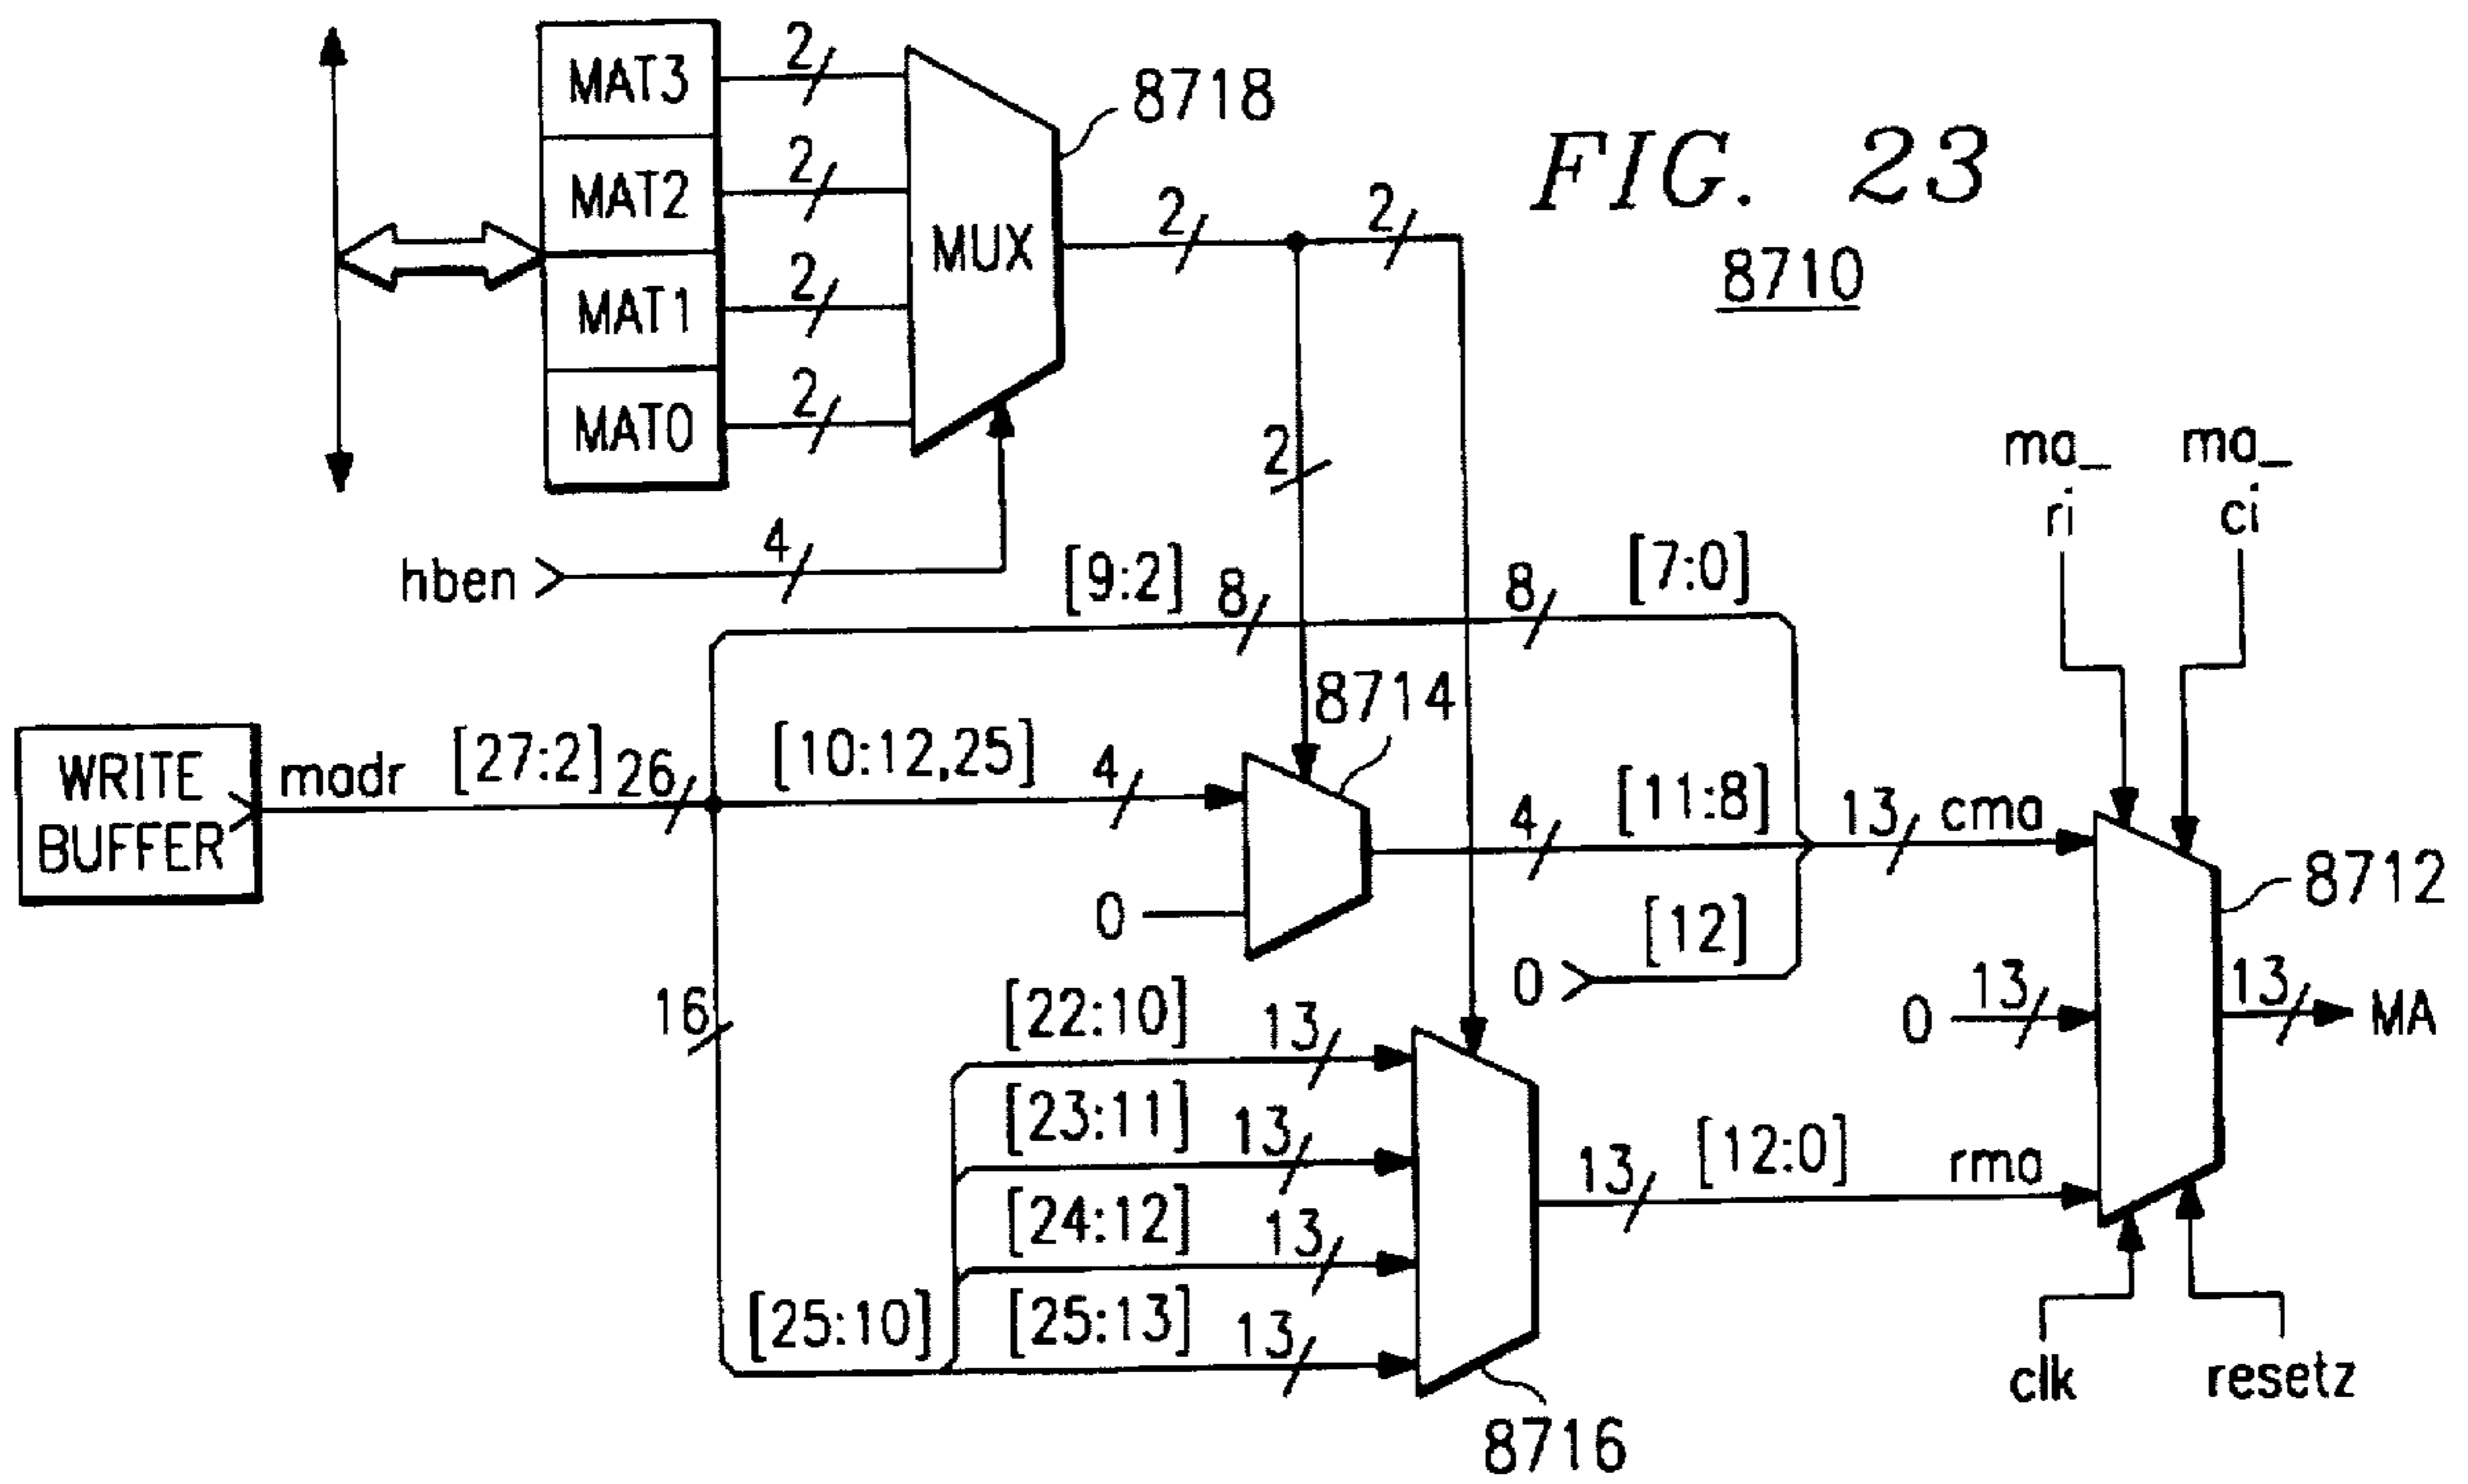 FIG. 23
8710
MAT3
MAT2
MAT1
MAT0
2
2
2
2
MUX
8718
2
2
2
hben
4
[9:2]
8
8
[7:0]
WRITE
BUFFER
madr
[27:2]
26
[10:12,25]
4
8714
0
4
[11:8]
13
cma
0
[12]
16
[25:10]
[22:10]
13
[23:11]
13
[24:12]
13
[25:13]
13
8716
13
[12:0]
rma
ma_
ri
ma_
ci
8712
0
13
13
MA
clk
resetz